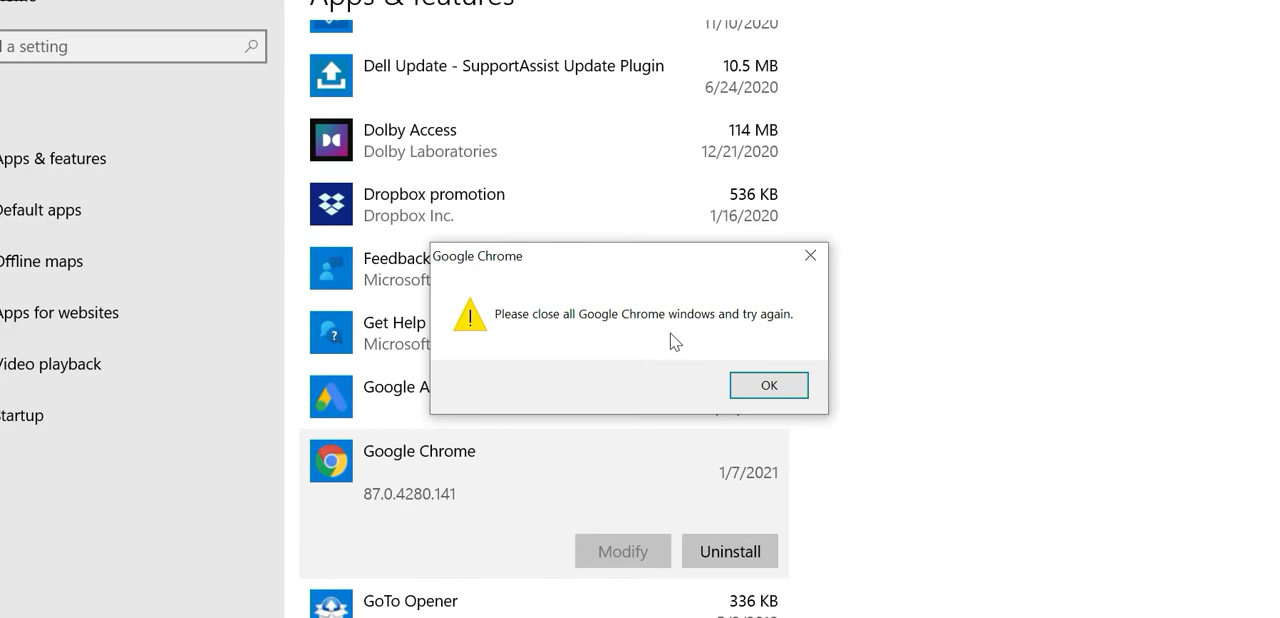 Apps & features
11/10/2020
a setting
Dell Update - SupportAssist Update Plugin 10.5 MB
6/24/2020
Dolby Access 114 MB
Dolby Laboratories 12/21/2020
Apps & features
Dropbox promotion 536 KB
Default apps
Dropbox Inc. 1/16/2020
Offline maps
Feedback
Google Chrome
Microsoft
Apps for websites
Please close all Google Chrome windows and try again.
Get Help
Microsoft
Video playback
OK
Google A
Startup
Google Chrome
1/7/2021
87.0.4280.141
Modify Uninstall
GoTo Opener 336 KB